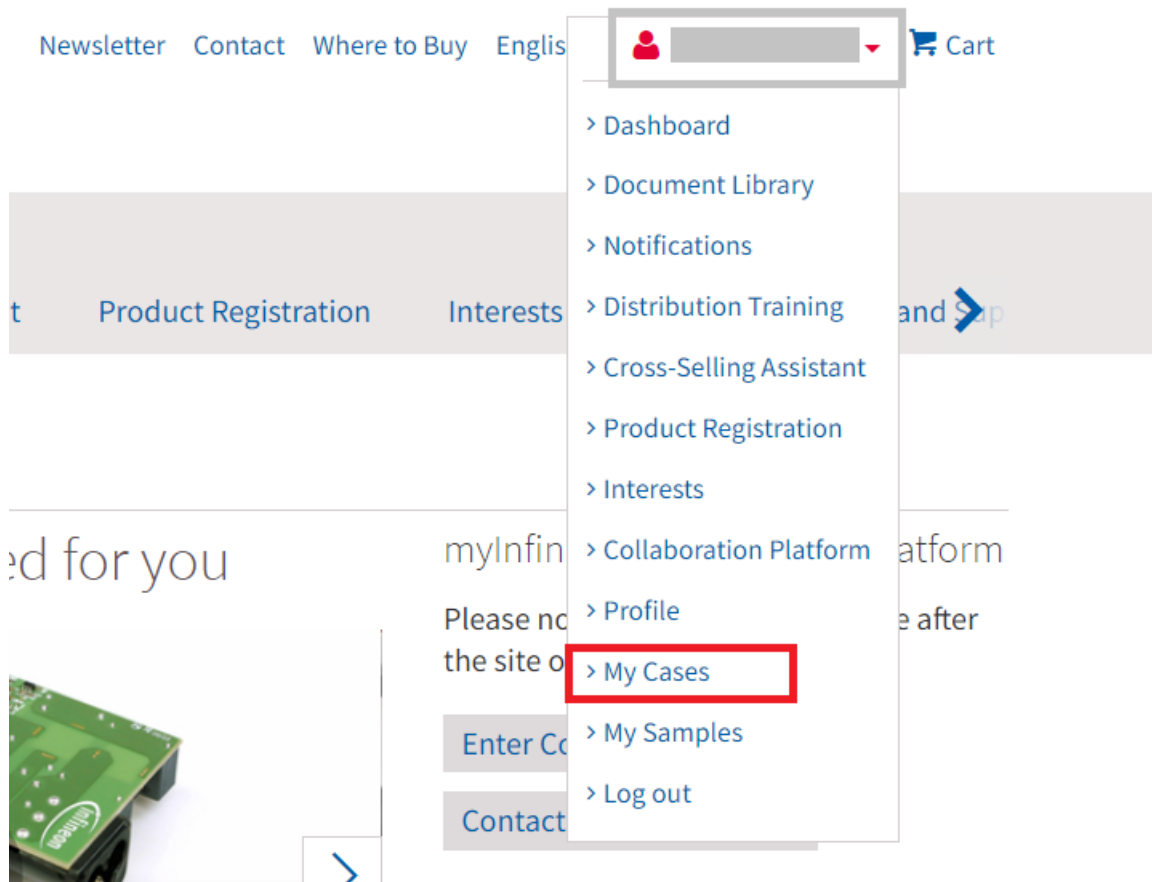 Newsletter Contact Where to Buy Englis Cart
Dashboard
Document Library
Notifications
Distribution Training
t Product Registration Interests and Sup
Cross-Selling Assistant
Product Registration
Interests
Collaboration Platform
ed for you
myInfin atform
Profile
Please no e after
the site o
My Cases
My Samples
Enter Co
Log out
Contact
infineon